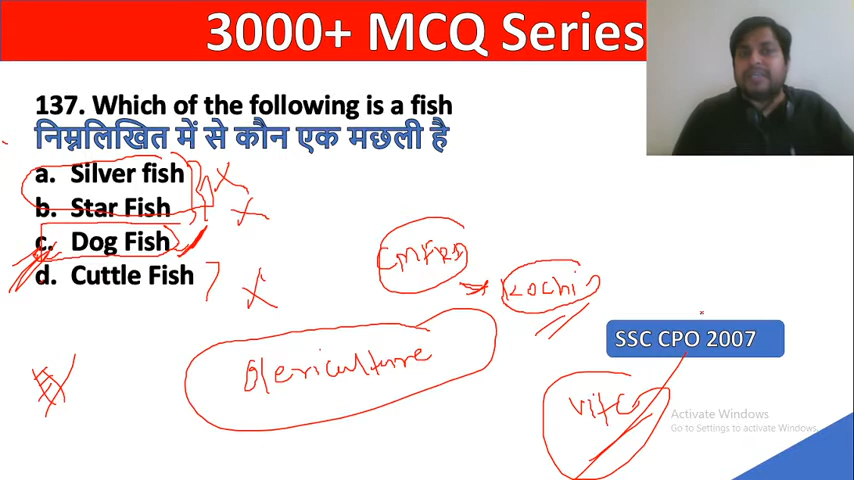 3000+ MCQ Series
137. Which of the following is a fish
निम्नलिखित में से कौन एक मछली है
a. Silver fish
b. Star Fish
c. Dog Fish
d. Cuttle Fish
Kochi
SSC CPO 2007
Olericulture
Vitc
Activate Windows
Go to Settings to activate Windows.